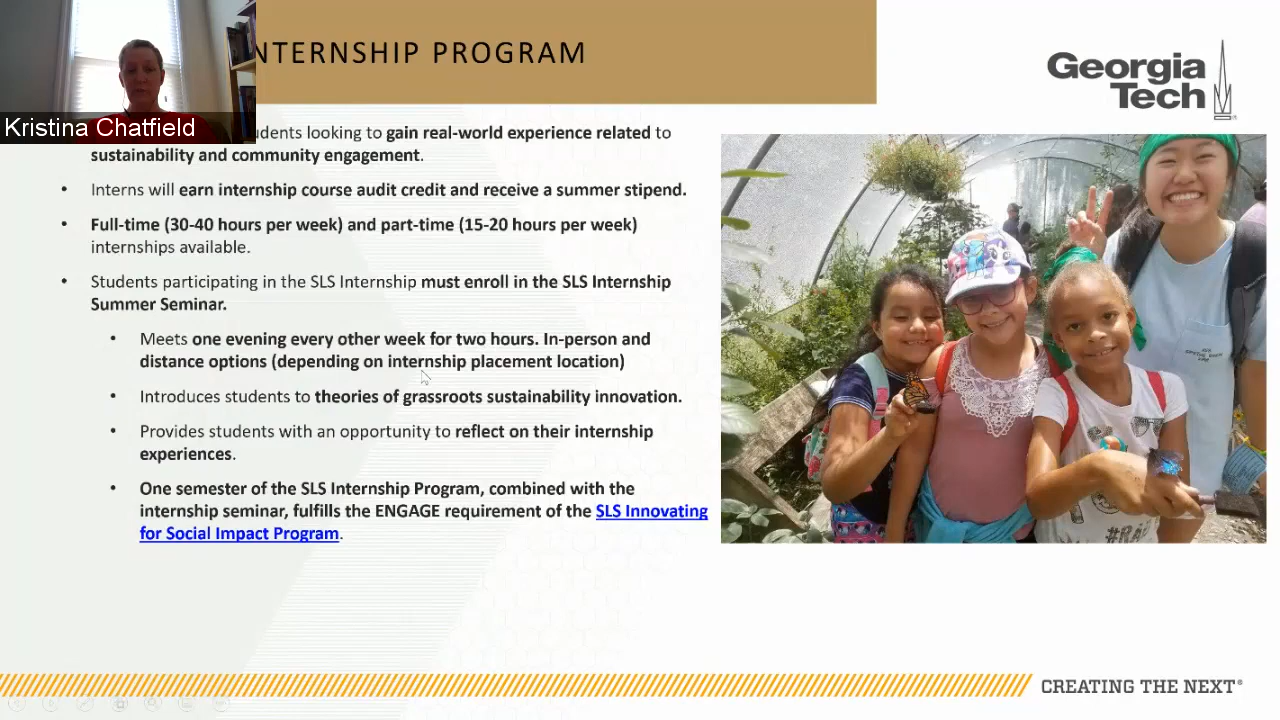 NTERNSHIP PROGRAM
Georgia
Tech
Kristina Chatfield
udents looking to gain real-world experience related to
sustainability and community engagement.
• Interns will earn internship course audit credit and receive a summer stipend.
• Full-time (30-40 hours per week) and part-time (15-20 hours per week)
internships available.
• Students participating in the SLS Internship must enroll in the SLS Internship
Summer Seminar.
• Meets one evening every other week for two hours. In-person and
distance options (depending on internship placement location)
• Introduces students to theories of grassroots sustainability innovation.
• Provides students with an opportunity to reflect on their internship
experiences.
• One semester of the SLS Internship Program, combined with the
internship seminar, fulfills the ENGAGE requirement of the SLS Innovating
for Social Impact Program.
CREATING THE NEXT®